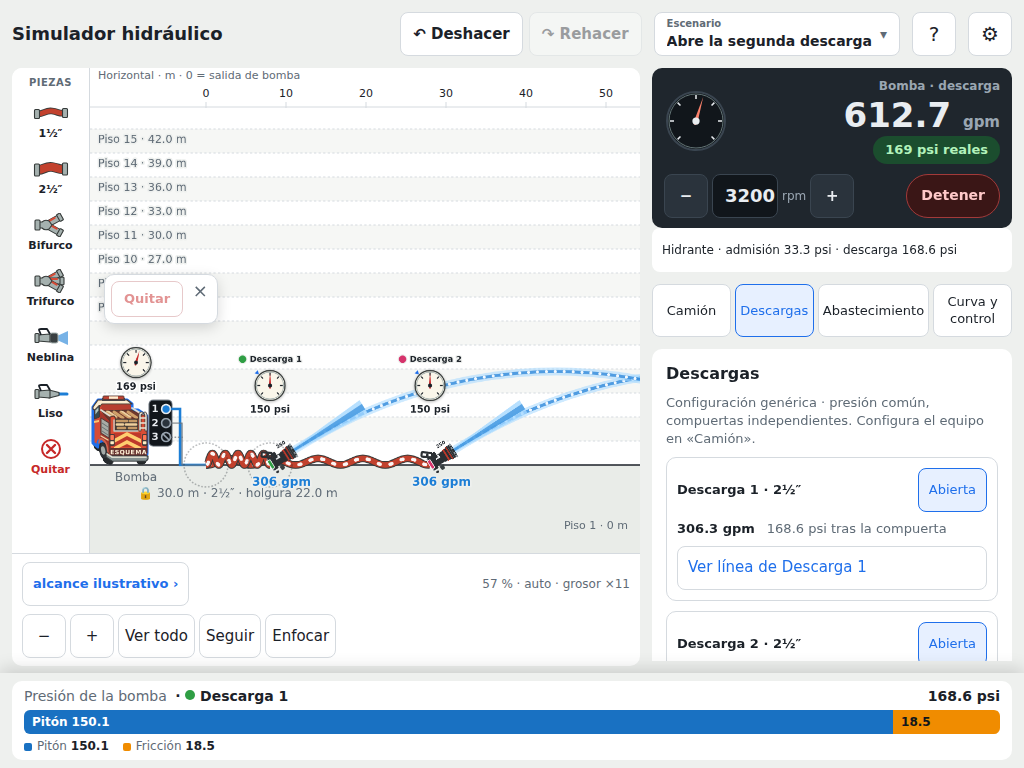 Simulador hidráulico
↶ Deshacer
↷ Rehacer
Escenario
Abre la segunda descarga ▾
?
⚙
PIEZAS
1½″
2½″
Bifurco
Trifurco
Neblina
Liso
Quitar
Horizontal · m · 0 = salida de bomba
0 10 20 30 40 50
Piso 15 · 42.0 m
Piso 14 · 39.0 m
Piso 13 · 36.0 m
Piso 12 · 33.0 m
Piso 11 · 30.0 m
Piso 10 · 27.0 m
Quitar ✕
169 psi
Descarga 1
150 psi
Descarga 2
150 psi
1
2
3
ESQUEMA
250
250
Bomba
306 gpm
306 gpm
🔒 30.0 m · 2½″ · holgura 22.0 m
Piso 1 · 0 m
alcance ilustrativo ›
57 % · auto · grosor ×11
− + Ver todo Seguir Enfocar
Bomba · descarga
612.7 gpm
169 psi reales
− 3200 rpm + Detener
Hidrante · admisión 33.3 psi · descarga 168.6 psi
Camión
Descargas
Abastecimiento
Curva y control
Descargas
Configuración genérica · presión común,
compuertas independientes. Configura el equipo
en «Camión».
Descarga 1 · 2½″ Abierta
306.3 gpm 168.6 psi tras la compuerta
Ver línea de Descarga 1
Descarga 2 · 2½″ Abierta
Presión de la bomba · Descarga 1 168.6 psi
Pitón 150.1 18.5
Pitón 150.1 Fricción 18.5